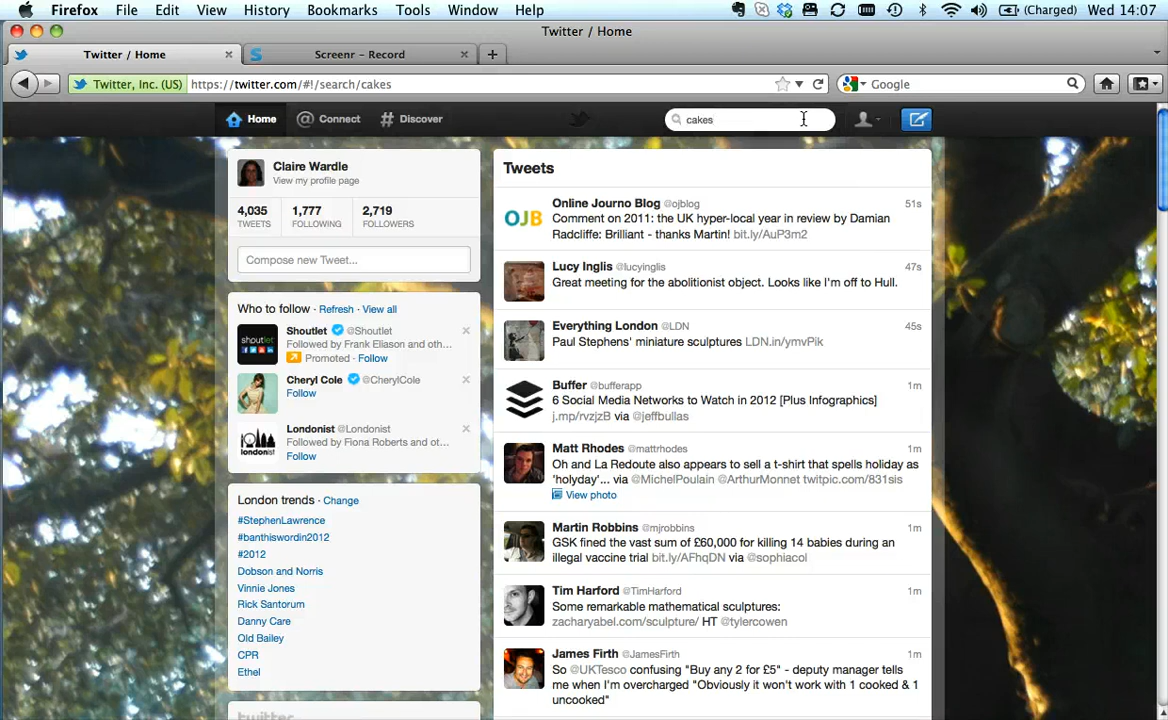 Firefox File Edit View History Bookmarks Tools Window Help (Charged) Wed 14:07
Twitter / Home
Twitter / Home Screenr – Record
Twitter, Inc. (US) https://twitter.com/#!/search/cakes Google
Home @ Connect # Discover cakes
Claire Wardle
View my profile page
4,035 1,777 2,719
TWEETS FOLLOWING FOLLOWERS
Compose new Tweet...
Who to follow · Refresh · View all
shoutlet
Shoutlet @Shoutlet
Followed by Frank Eliason and oth...
Promoted · Follow
Cheryl Cole @CherylCole
Follow
londonist
Londonist @Londonist
Followed by Fiona Roberts and ot...
Follow
London trends · Change
#StephenLawrence
#banthiswordin2012
#2012
Dobson and Norris
Vinnie Jones
Rick Santorum
Danny Care
Old Bailey
CPR
Ethel
twitter
Tweets
OJB
Online Journo Blog @ojblog 51s
Comment on 2011: the UK hyper-local year in review by Damian
Radcliffe: Brilliant - thanks Martin! bit.ly/AuP3m2
Lucy Inglis @lucyinglis 47s
Great meeting for the abolitionist object. Looks like I'm off to Hull.
Everything London @LDN 45s
Paul Stephens' miniature sculptures LDN.in/ymvPik
Buffer @bufferapp 1m
6 Social Media Networks to Watch in 2012 [Plus Infographics]
j.mp/rvzjzB via @jeffbullas
Matt Rhodes @mattrhodes 1m
Oh and La Redoute also appears to sell a t-shirt that spells holiday as
'holyday'... via @MichelPoulain @ArthurMonnet twitpic.com/831sis
View photo
Martin Robbins @mjrobbins 1m
GSK fined the vast sum of £60,000 for killing 14 babies during an
illegal vaccine trial bit.ly/AFhqDN via @sophiacol
Tim Harford @TimHarford 1m
Some remarkable mathematical sculptures:
zacharyabel.com/sculpture/ HT @tylercowen
James Firth @JamesFirth 1m
So @UKTesco confusing "Buy any 2 for £5" - deputy manager tells
me when I'm overcharged "Obviously it won't work with 1 cooked & 1
uncooked"